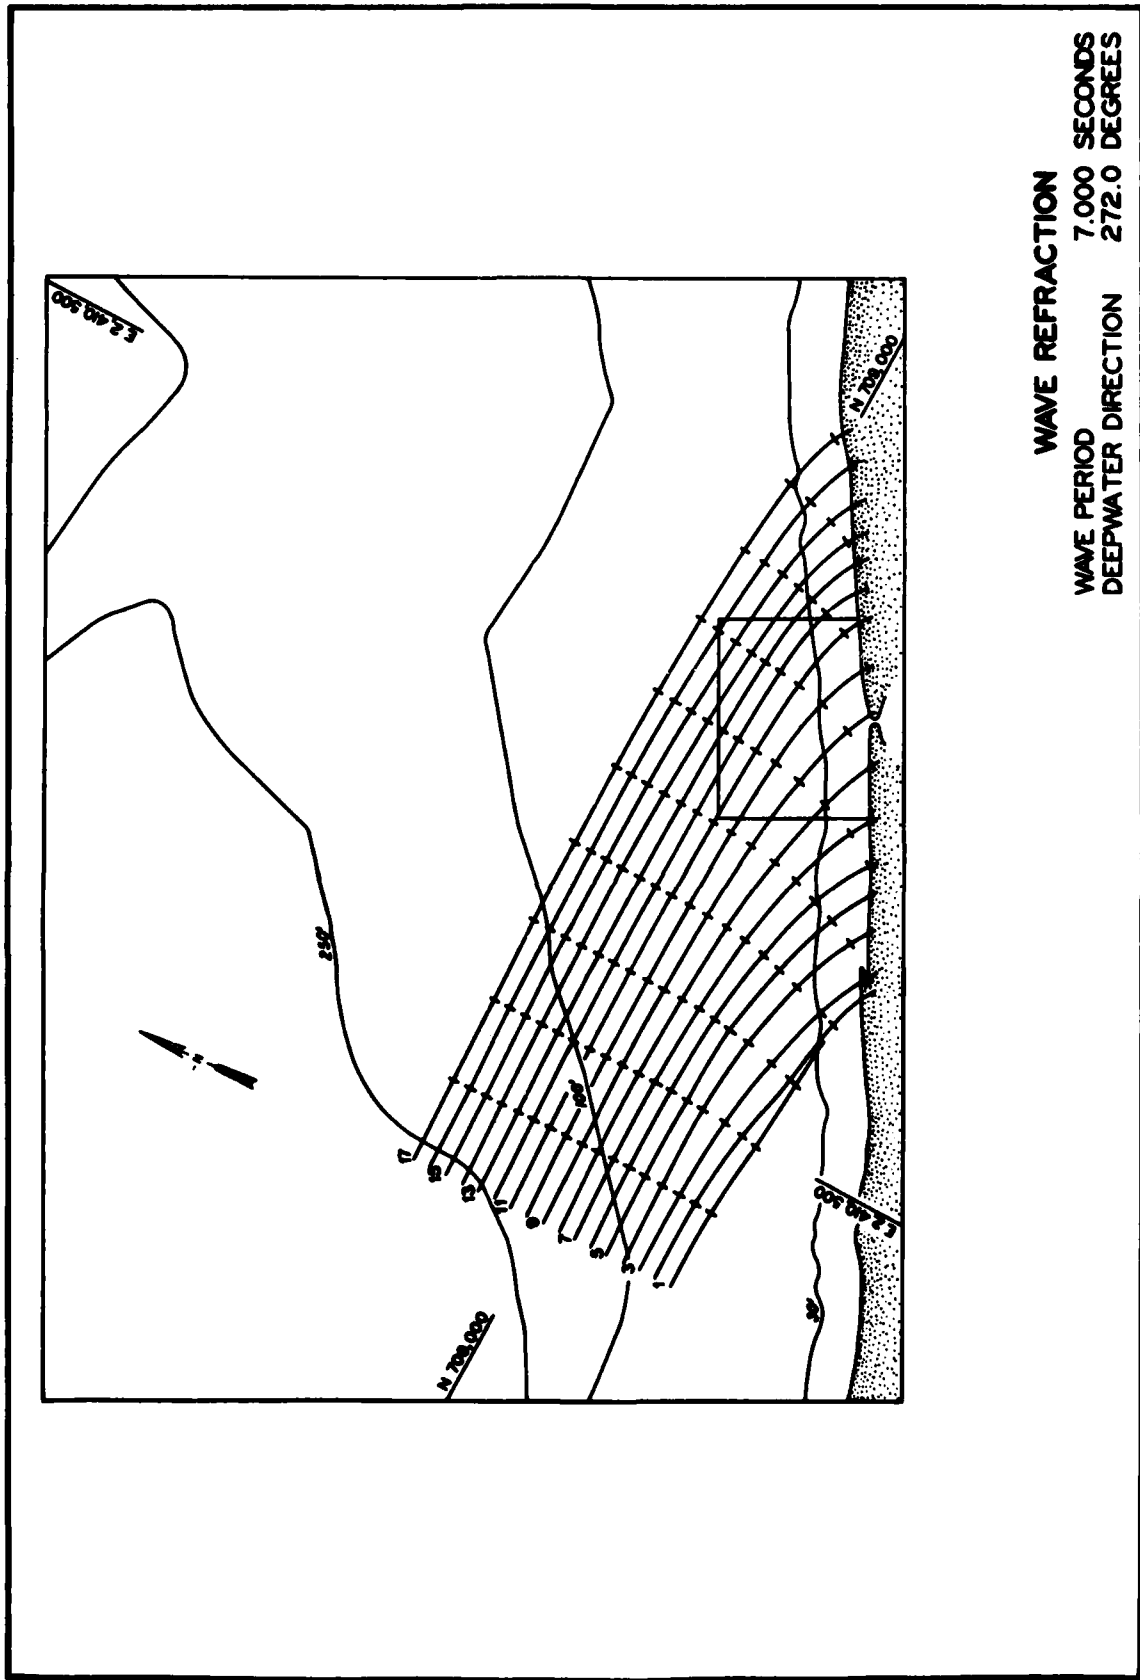 WAVE REFRACTION
WAVE PERIOD 7.000 SECONDS
DEEPWATER DIRECTION 272.0 DEGREES
E 2,410,500
N 708,000
250'
N
100'
17
15
13
11
9
7
5
3
1
N 708,000
E 2,410,500
30'